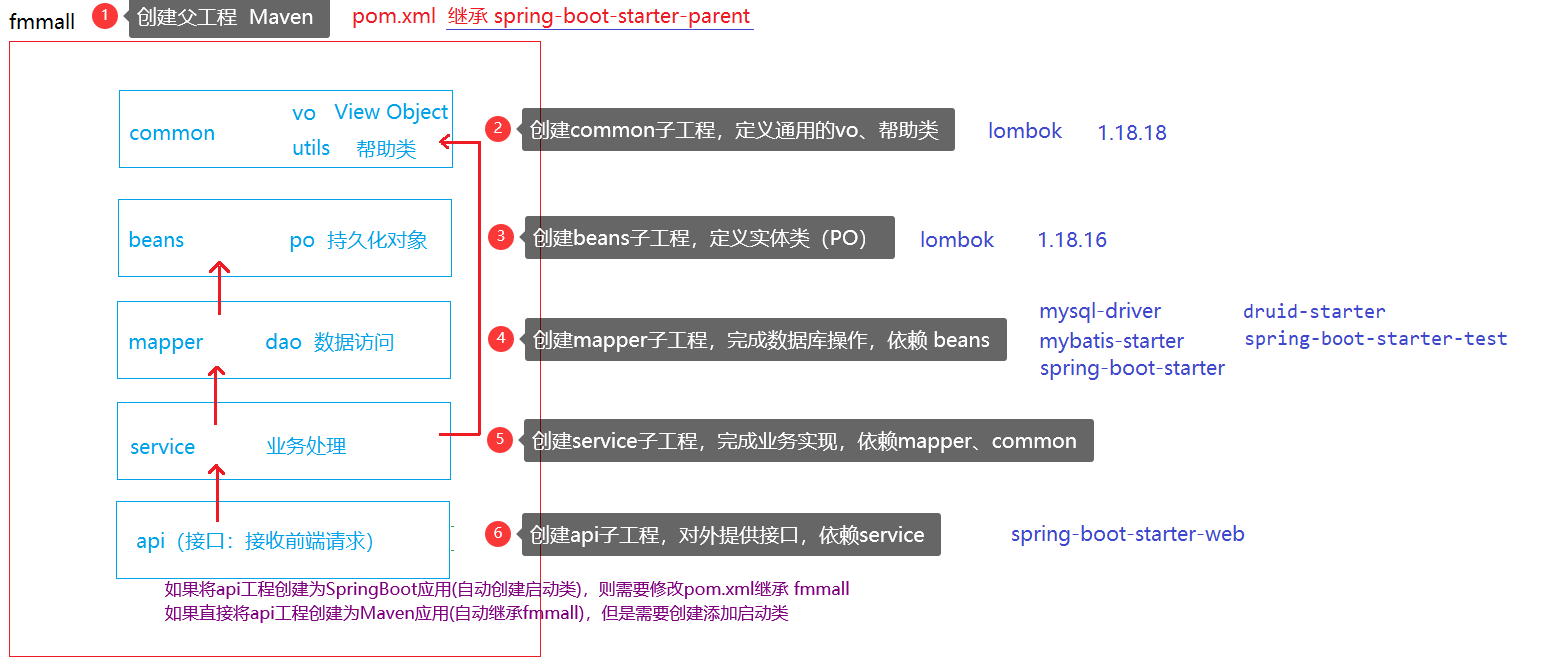 fmmall 1 创建父工程 Maven pom.xml 继承 spring-boot-starter-parent
common vo View Object
utils 帮助类
2 创建common子工程，定义通用的vo、帮助类 lombok 1.18.18
beans po 持久化对象
3 创建beans子工程，定义实体类（PO） lombok 1.18.16
mapper dao 数据访问
4 创建mapper子工程，完成数据库操作，依赖 beans
mysql-driver druid-starter
mybatis-starter spring-boot-starter-test
spring-boot-starter
service 业务处理
5 创建service子工程，完成业务实现，依赖mapper、common
api（接口：接收前端请求）
6 创建api子工程，对外提供接口，依赖service spring-boot-starter-web
如果将api工程创建为SpringBoot应用(自动创建启动类)，则需要修改pom.xml继承 fmmall
如果直接将api工程创建为Maven应用(自动继承fmmall)，但是需要创建添加启动类